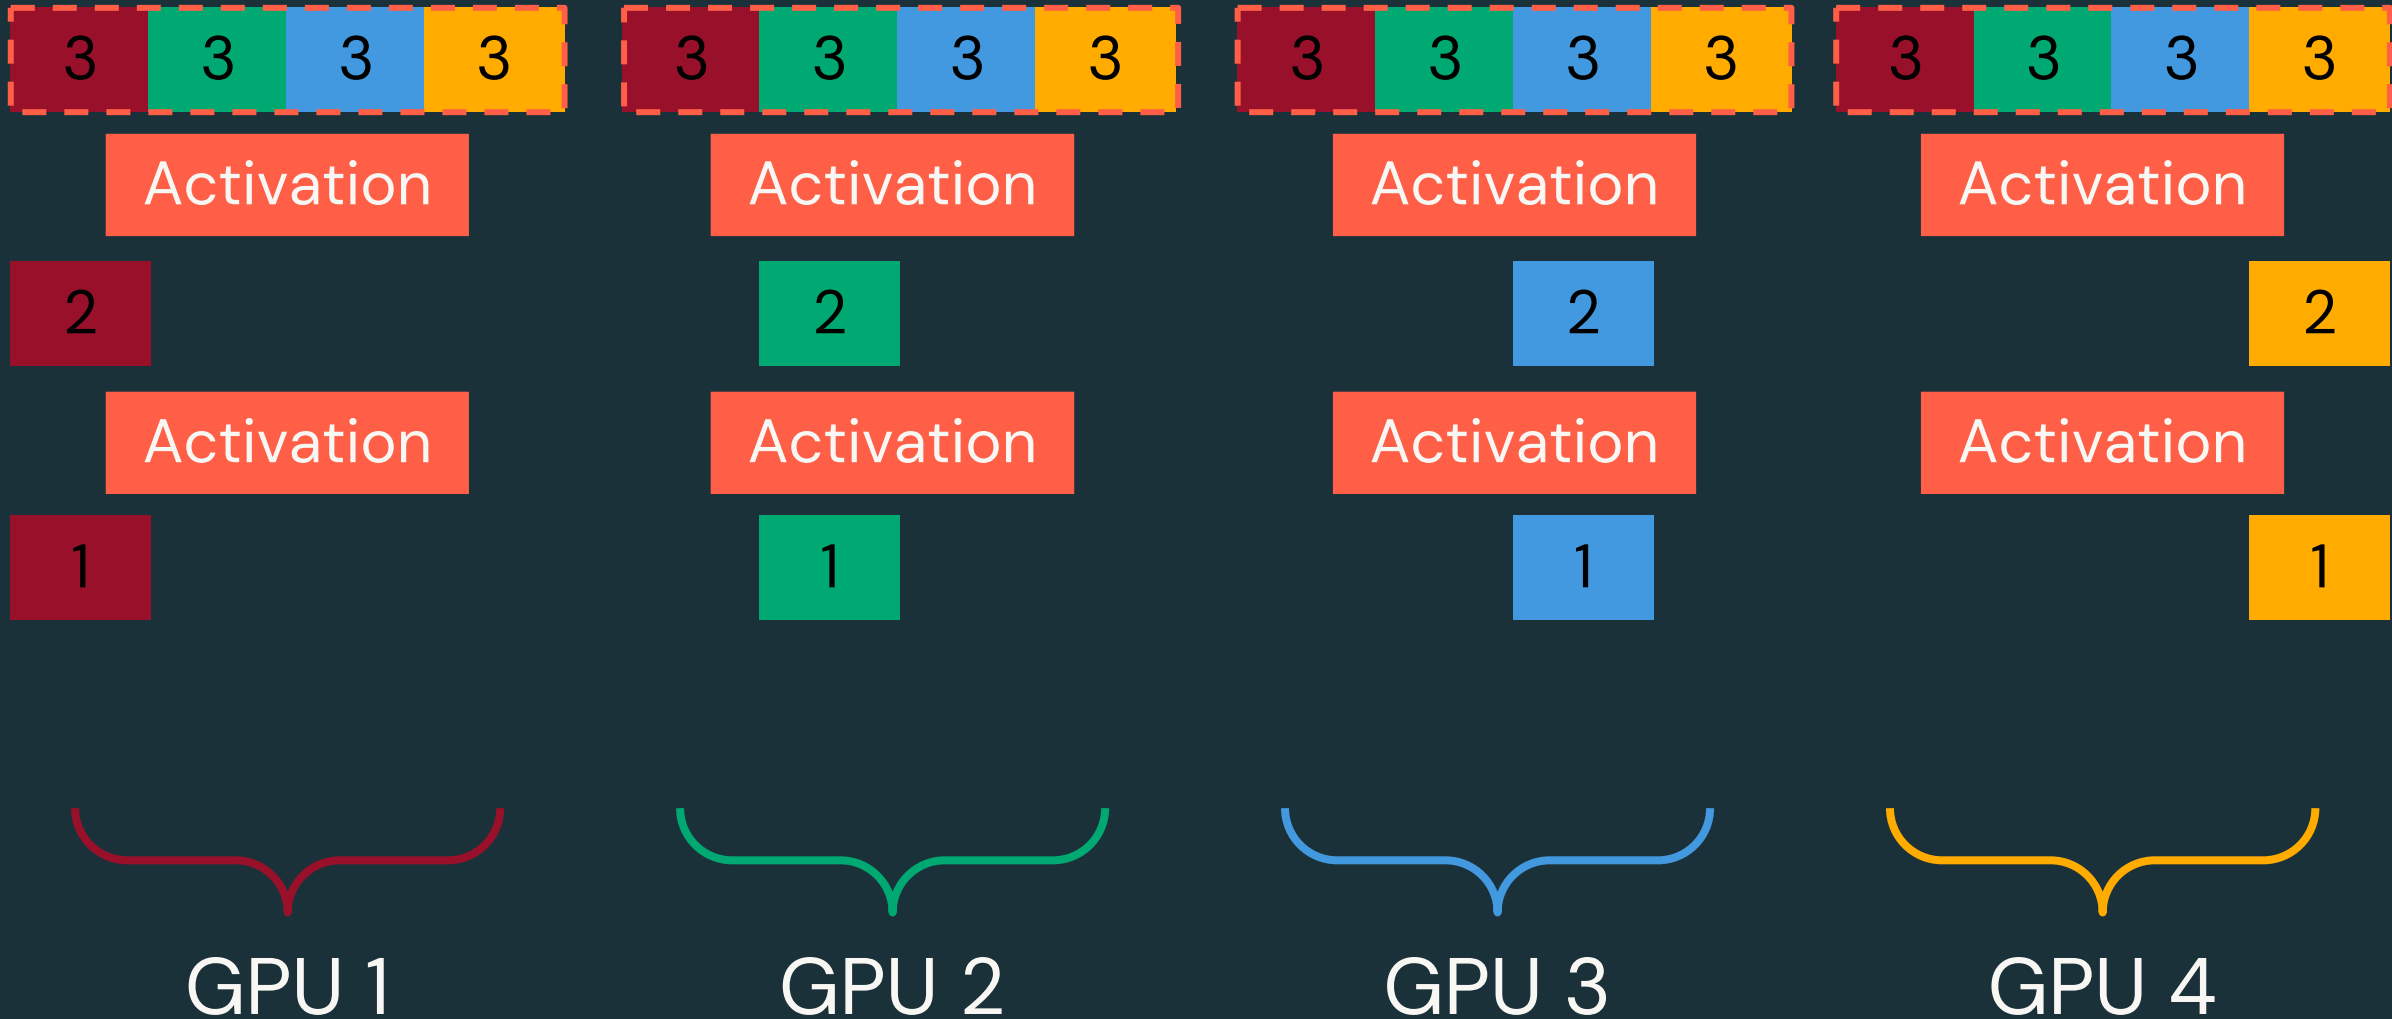 3 3 3 3 3 3 3 3 3 3 3 3 3 3 3 3
Activation Activation Activation Activation
2 2 2 2
Activation Activation Activation Activation
1 1 1 1
GPU 1 GPU 2 GPU 3 GPU 4